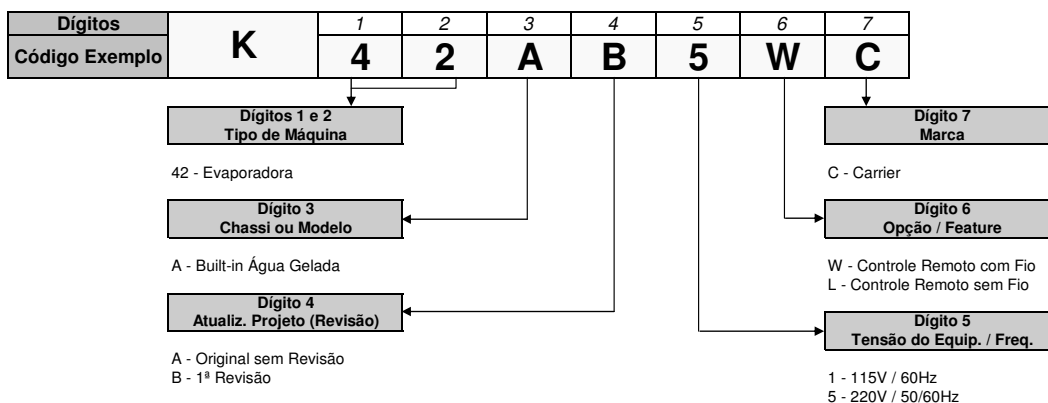 Dígitos 1 2 3 4 5 6 7
Código Exemplo K 4 2 A B 5 W C
Dígitos 1 e 2
Tipo de Máquina
42 - Evaporadora
Dígito 3
Chassi ou Modelo
A - Built-in Água Gelada
Dígito 4
Atualiz. Projeto (Revisão)
A - Original sem Revisão
B - 1ª Revisão
Dígito 7
Marca
C - Carrier
Dígito 6
Opção / Feature
W - Controle Remoto com Fio
L - Controle Remoto sem Fio
Dígito 5
Tensão do Equip. / Freq.
1 - 115V / 60Hz
5 - 220V / 50/60Hz